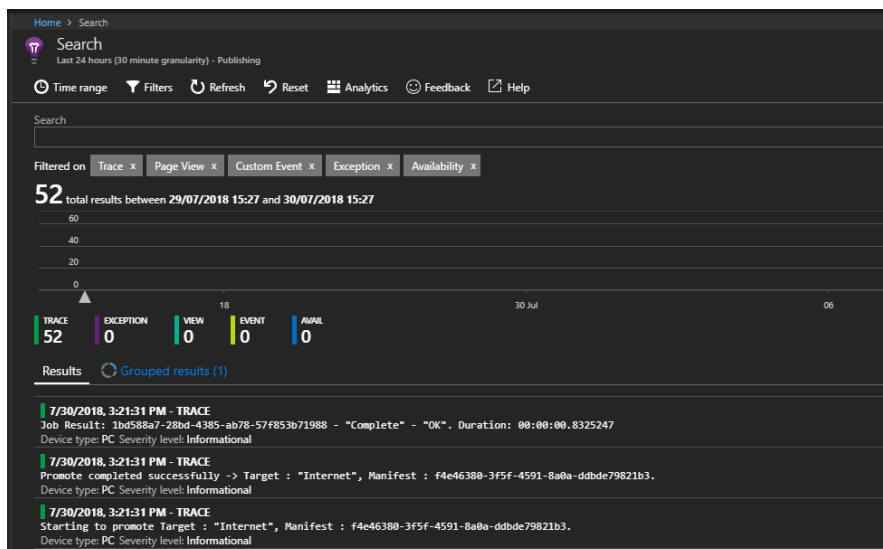 Home > Search
Search
Last 24 hours (30 minute granularity) - Publishing
Time range Filters Refresh Reset Analytics Feedback Help
Search
Filtered on Trace x Page View x Custom Event x Exception x Availability x
52 total results between 29/07/2018 15:27 and 30/07/2018 15:27
60
40
20
0
18 30 Jul 06
TRACE EXCEPTION VIEW EVENT AVAIL
52 0 0 0 0
Results Grouped results (1)
7/30/2018, 3:21:31 PM - TRACE
Job Result: 1bd588a7-28bd-4385-ab78-57f853b71988 - "Complete" - "OK". Duration: 00:00:00.8325247
Device type: PC Severity level: Informational
7/30/2018, 3:21:31 PM - TRACE
Promote completed successfully -> Target : "Internet", Manifest : f4e46380-3f5f-4591-8a0a-ddbde79821b3.
Device type: PC Severity level: Informational
7/30/2018, 3:21:31 PM - TRACE
Starting to promote Target : "Internet", Manifest : f4e46380-3f5f-4591-8a0a-ddbde79821b3.
Device type: PC Severity level: Informational